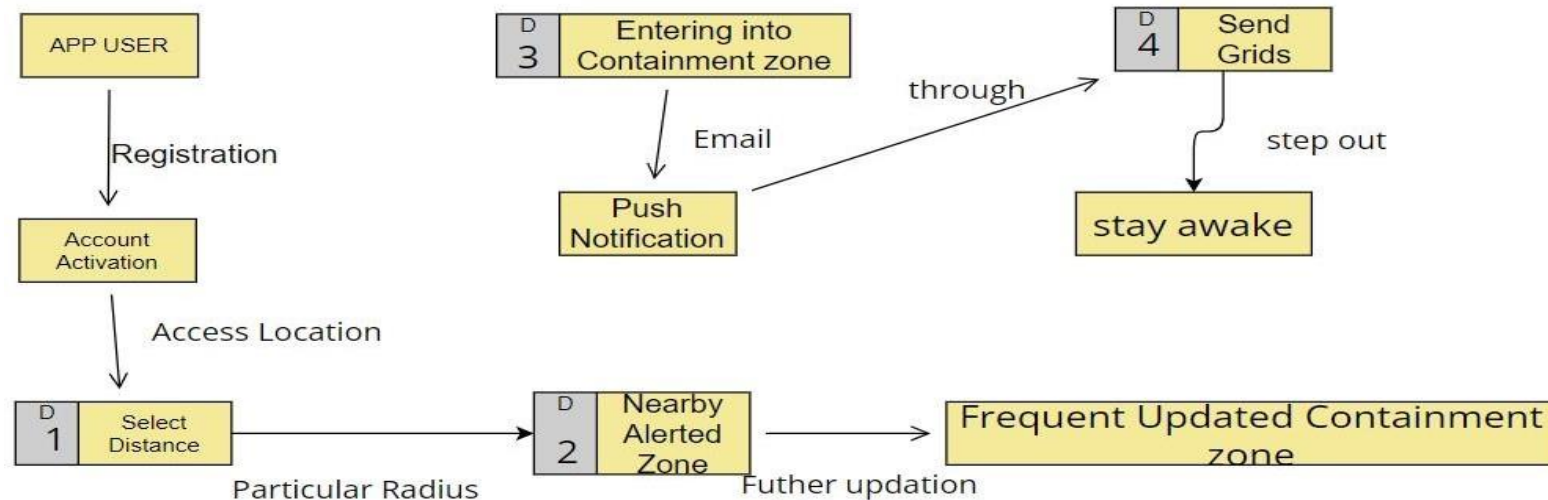 APP USER
Registration
Account
Activation
Access Location
D
1
Select
Distance
Particular Radius
D
2
Nearby
Alerted
Zone
Futher updation
Frequent Updated Containment
zone
D
3
Entering into
Containment zone
Email
Push
Notification
through
D
4
Send
Grids
step out
stay awake